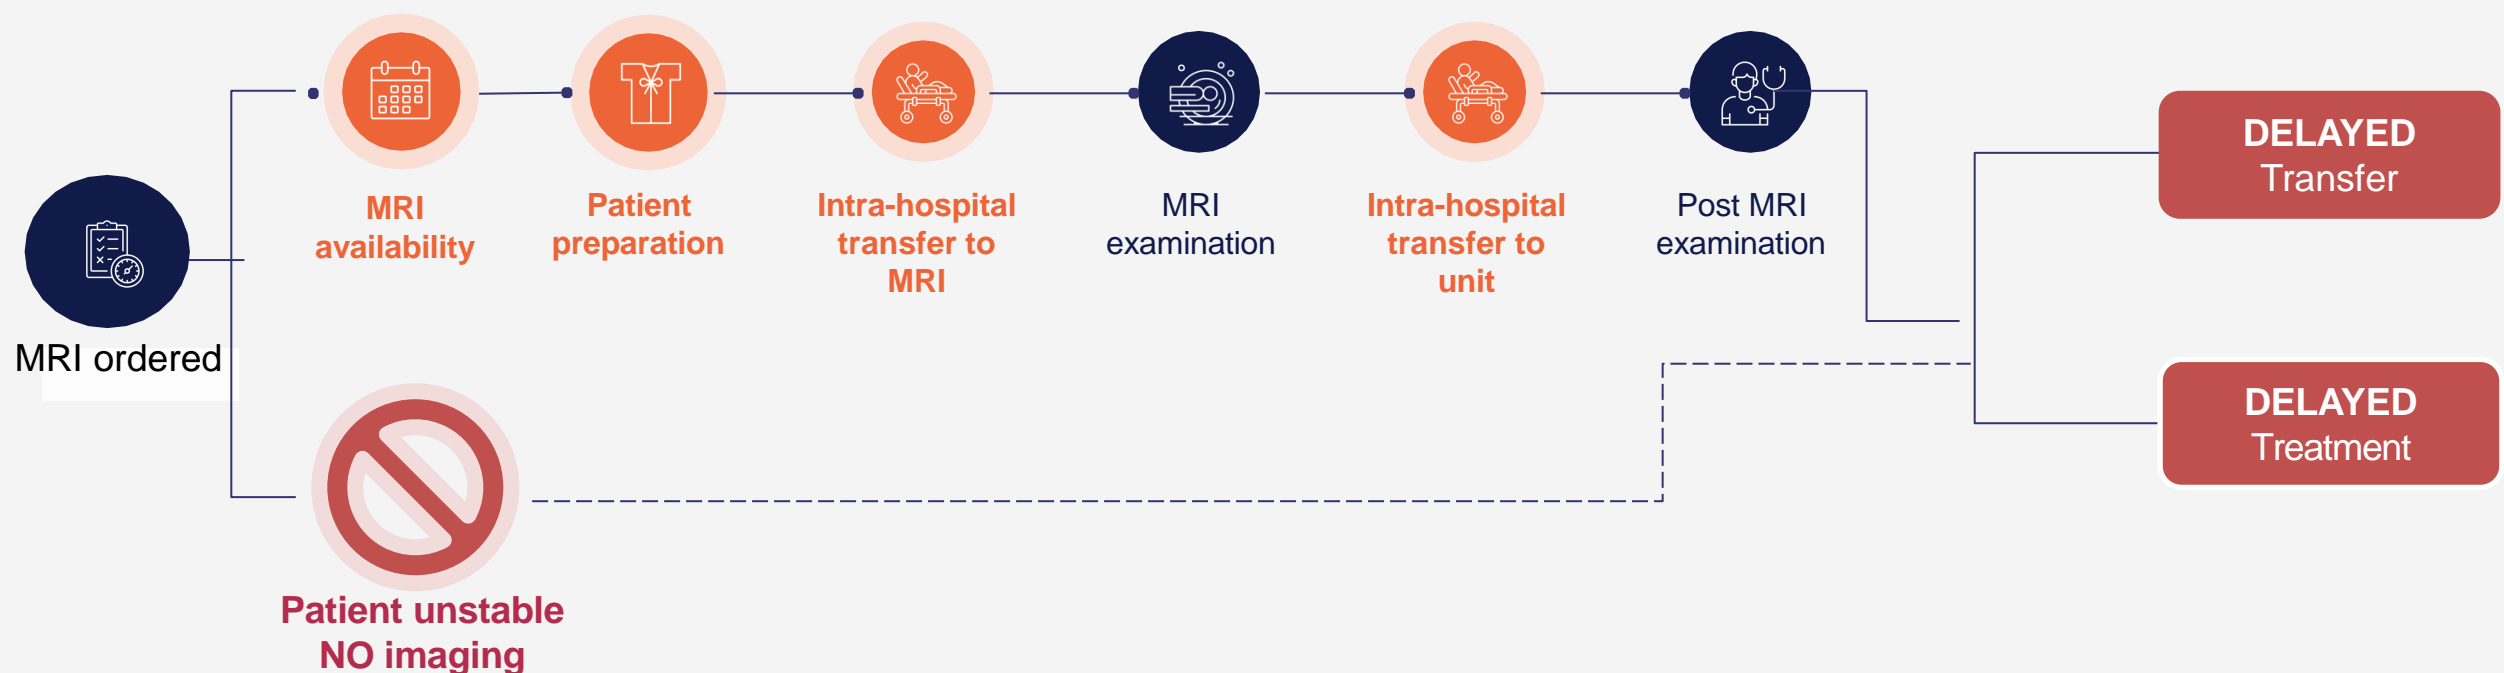 MRI ordered
MRI
availability
Patient
preparation
Intra-hospital
transfer to
MRI
MRI
examination
Intra-hospital
transfer to
unit
Post MRI
examination
Patient unstable
NO imaging
DELAYED
Transfer
DELAYED
Treatment